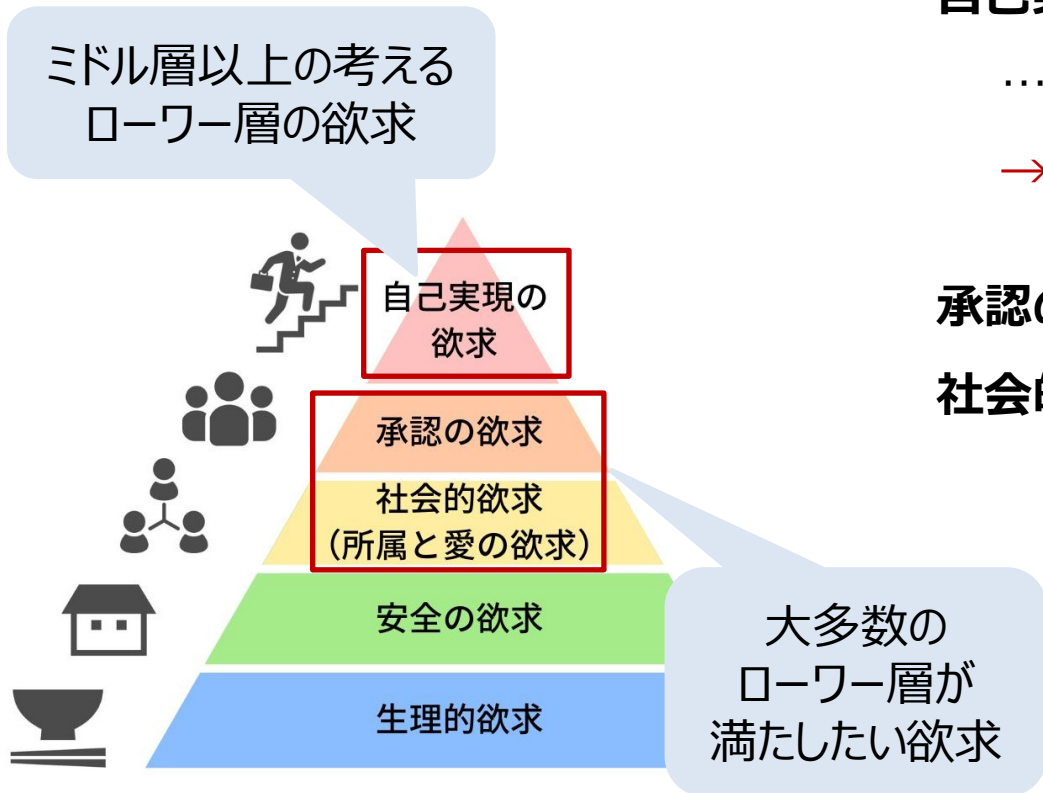 ミドル層以上の考える
ローワー層の欲求
自己実現の
欲求
承認の欲求
社会的欲求
（所属と愛の欲求）
安全の欲求
生理的欲求
大多数の
ローワー層が
満たしたい欲求
…
→
承認の
社会的